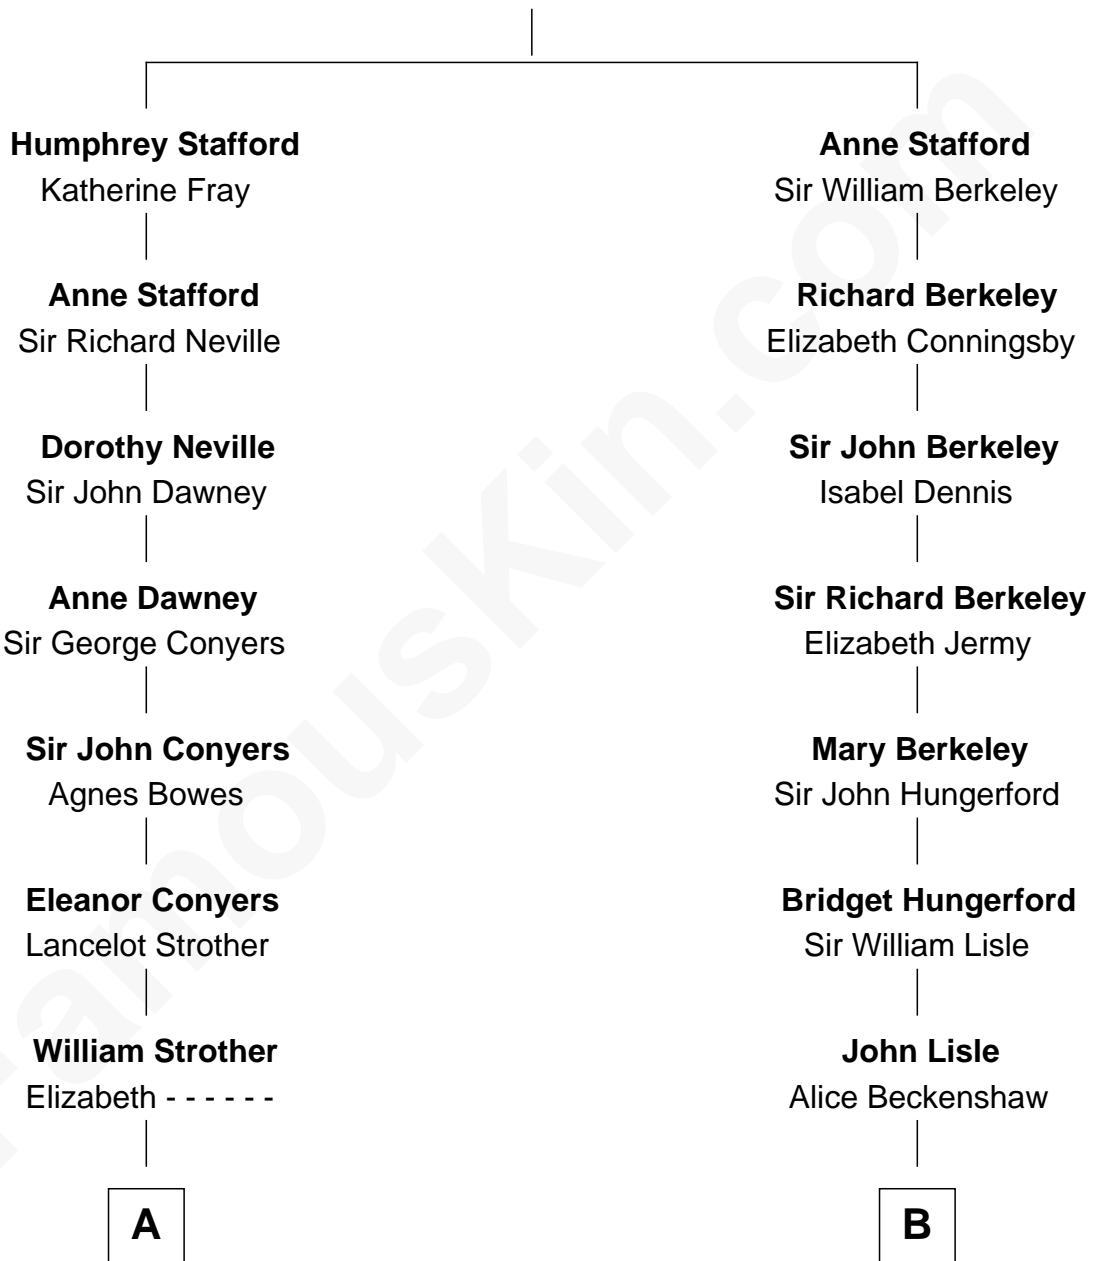 Humphrey Stafford
Katherine Fray
Anne Stafford
Sir Richard Neville
Dorothy Neville
Sir John Dawney
Anne Dawney
Sir George Conyers
Sir John Conyers
Agnes Bowes
Eleanor Conyers
Lancelot Strother
William Strother
Elizabeth - - - - - -
A
Anne Stafford
Sir William Berkeley
Richard Berkeley
Elizabeth Conningsby
Sir John Berkeley
Isabel Dennis
Sir Richard Berkeley
Elizabeth Jermy
Mary Berkeley
Sir John Hungerford
Bridget Hungerford
Sir William Lisle
John Lisle
Alice Beckenshaw
B
FamousKin.com